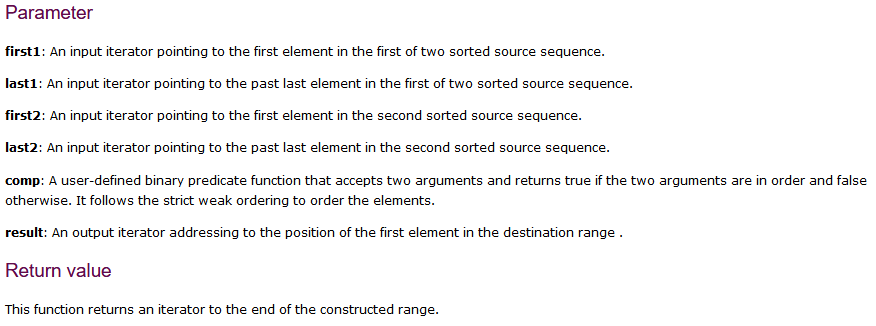 Parameter
first1: An input iterator pointing to the first element in the first of two sorted source sequence.
last1: An input iterator pointing to the past last element in the first of two sorted source sequence.
first2: An input iterator pointing to the first element in the second sorted source sequence.
last2: An input iterator pointing to the past last element in the second sorted source sequence.
comp: A user-defined binary predicate function that accepts two arguments and returns true if the two arguments are in order and false
otherwise. It follows the strict weak ordering to order the elements.
result: An output iterator addressing to the position of the first element in the destination range .
Return value
This function returns an iterator to the end of the constructed range.